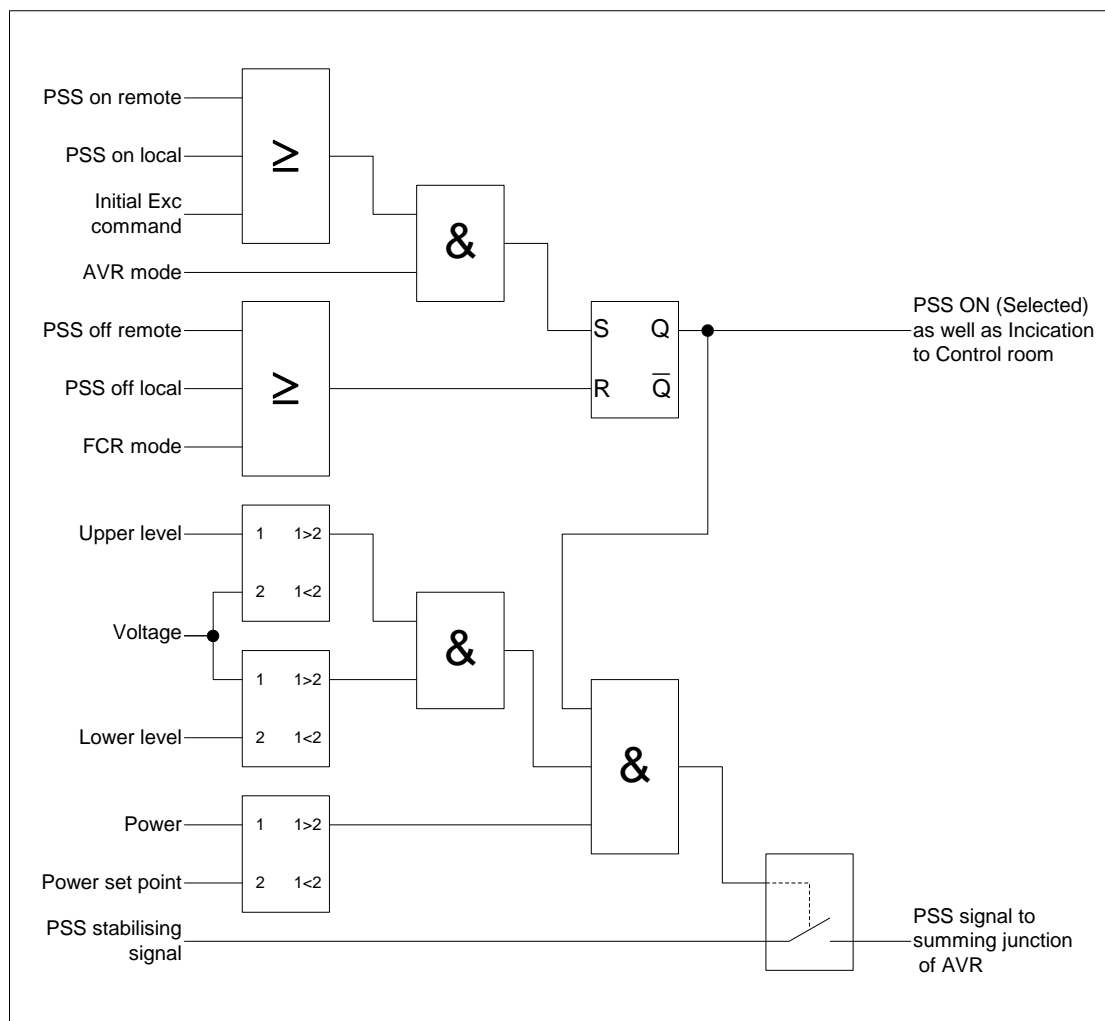 PSS on remote
PSS on local
Initial Exc
command
AVR mode
≥
&
PSS off remote
PSS off local
FCR mode
≥
S Q
R Q̅
PSS ON (Selected)
as well as Incication
to Control room
Upper level
1 1>2
2 1<2
Voltage
1 1>2
2 1<2
Lower level
&
&
Power
1 1>2
Power set point
2 1<2
PSS stabilising
signal
PSS signal to
summing junction
of AVR